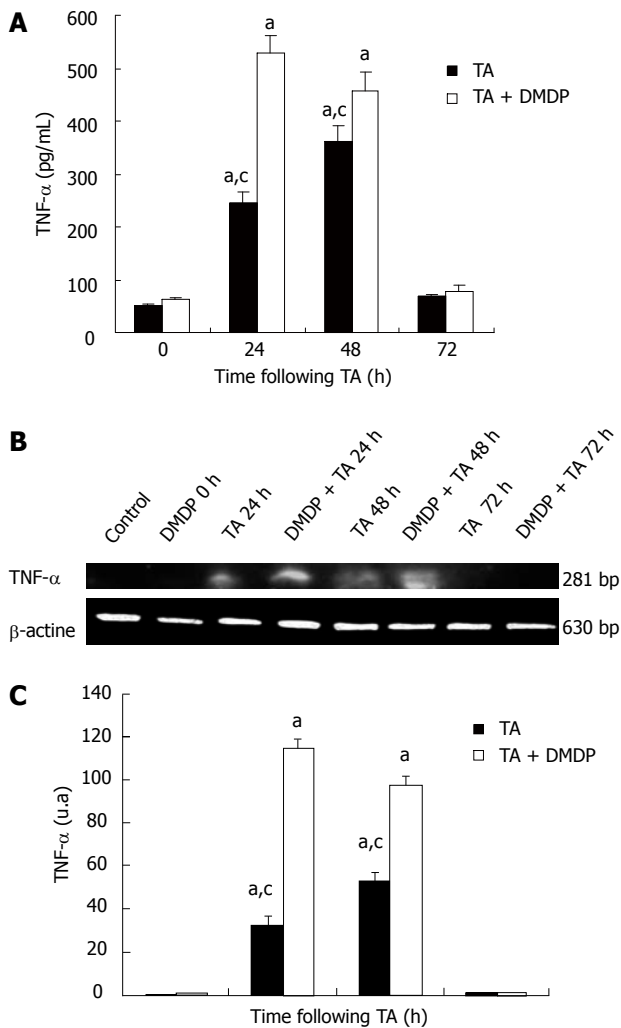 A
600
500
400
300
200
100
0
TNF-α (pg/mL)
a
a
a,c
a,c
TA
TA + DMDP
0 24 48 72
Time following TA (h)
B
Control
DMDP 0 h
TA 24 h
DMDP + TA 24 h
TA 48 h
DMDP + TA 48 h
TA 72 h
DMDP + TA 72 h
TNF-α 281 bp
β-actine 630 bp
C
140
120
100
80
60
40
20
0
TNF-α (u.a)
a
a
a,c
a,c
TA
TA + DMDP
Time following TA (h)